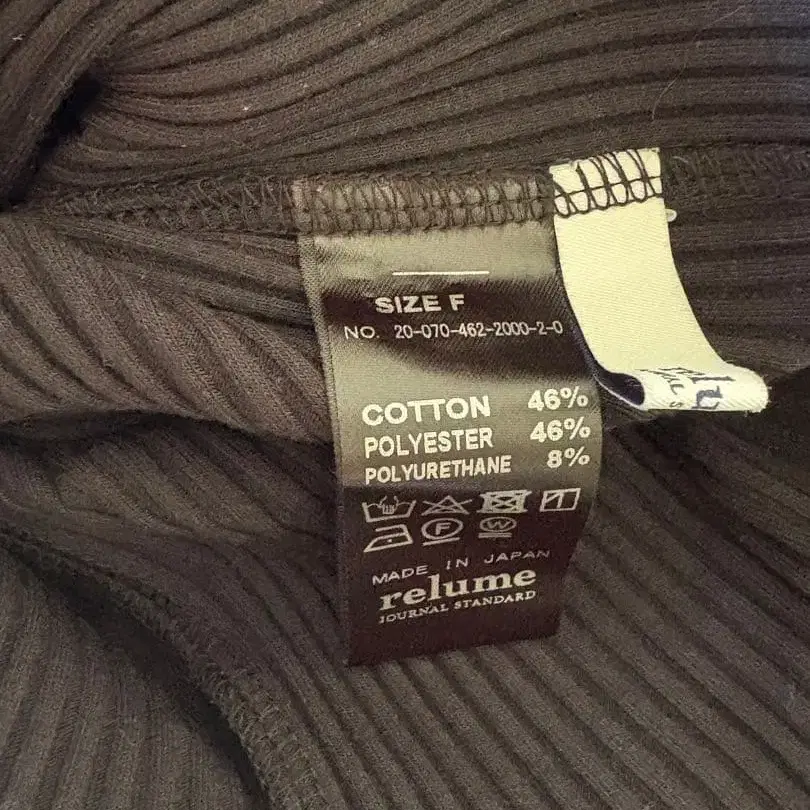 SIZE F
NO. 20-070-462-2000-2-0
COTTON 46%
POLYESTER 46%
POLYURETHANE 8%
F W
MADE IN JAPAN
relume
JOURNAL STANDARD